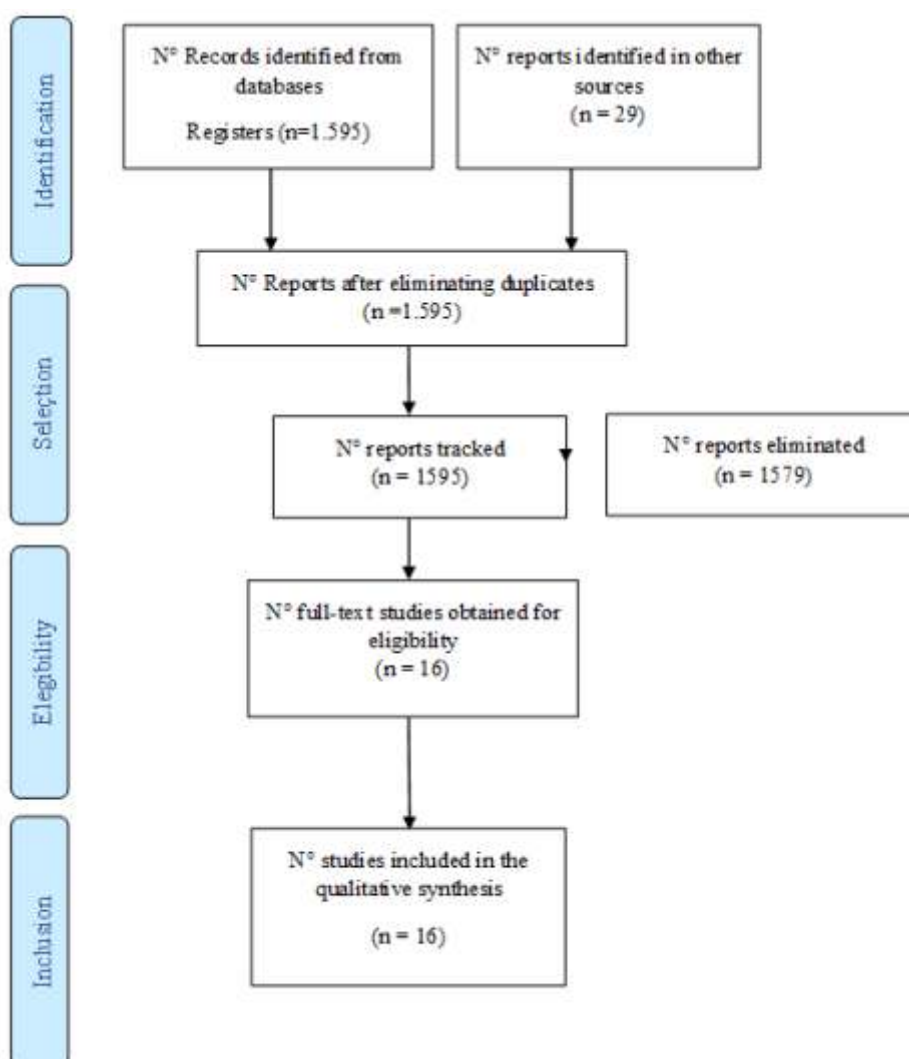 Identification
N° Records identified from
databases
Registers (n=1.595)
N° reports identified in other
sources
(n = 29)
Selection
N° Reports after eliminating duplicates
(n =1.595)
N° reports tracked
(n = 1595)
N° reports eliminated
(n = 1579)
Elegibility
N° full-text studies obtained for
eligibility
(n = 16)
Inclusion
N° studies included in the
qualitative synthesis
(n = 16)